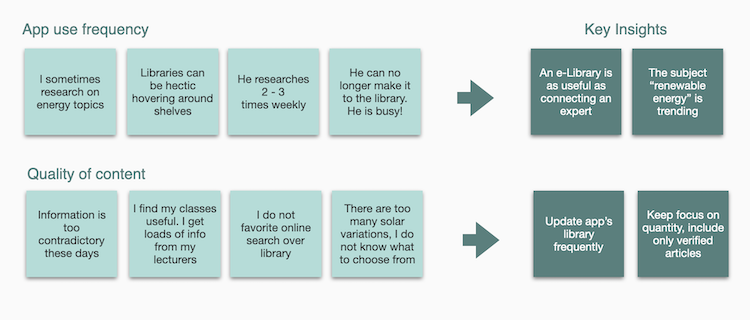 App use frequency
Key Insights
I sometimes
research on
energy topics
Libraries can
be hectic
hovering around
shelves
He researches
2 - 3
times weekly
He can no
longer make it
to the library.
He is busy!
An e-Library is
as useful as
connecting an
expert
The subject
“renewable
energy” is
trending
Quality of content
Information is
too
contradictory
these days
I find my classes
useful. I get
loads of info
from my
lecturers
I do not
favorite online
search over
library
There are too
many solar
variations, I do
not know what
to choose from
Update app’s
library
frequently
Keep focus on
quantity, include
only verified
articles